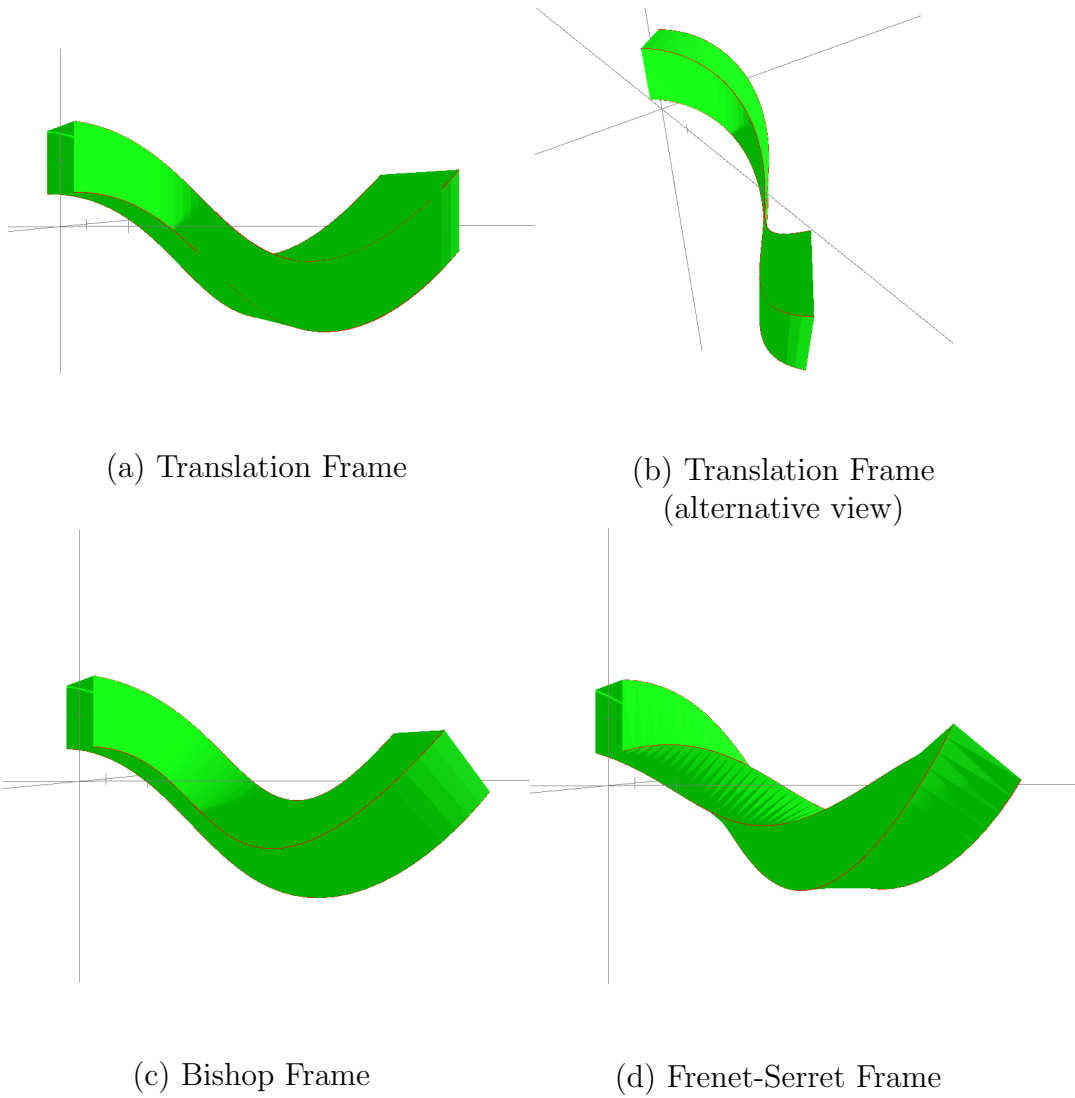 (a) Translation Frame
(b) Translation Frame
(alternative view)
(c) Bishop Frame
(d) Frenet-Serret Frame